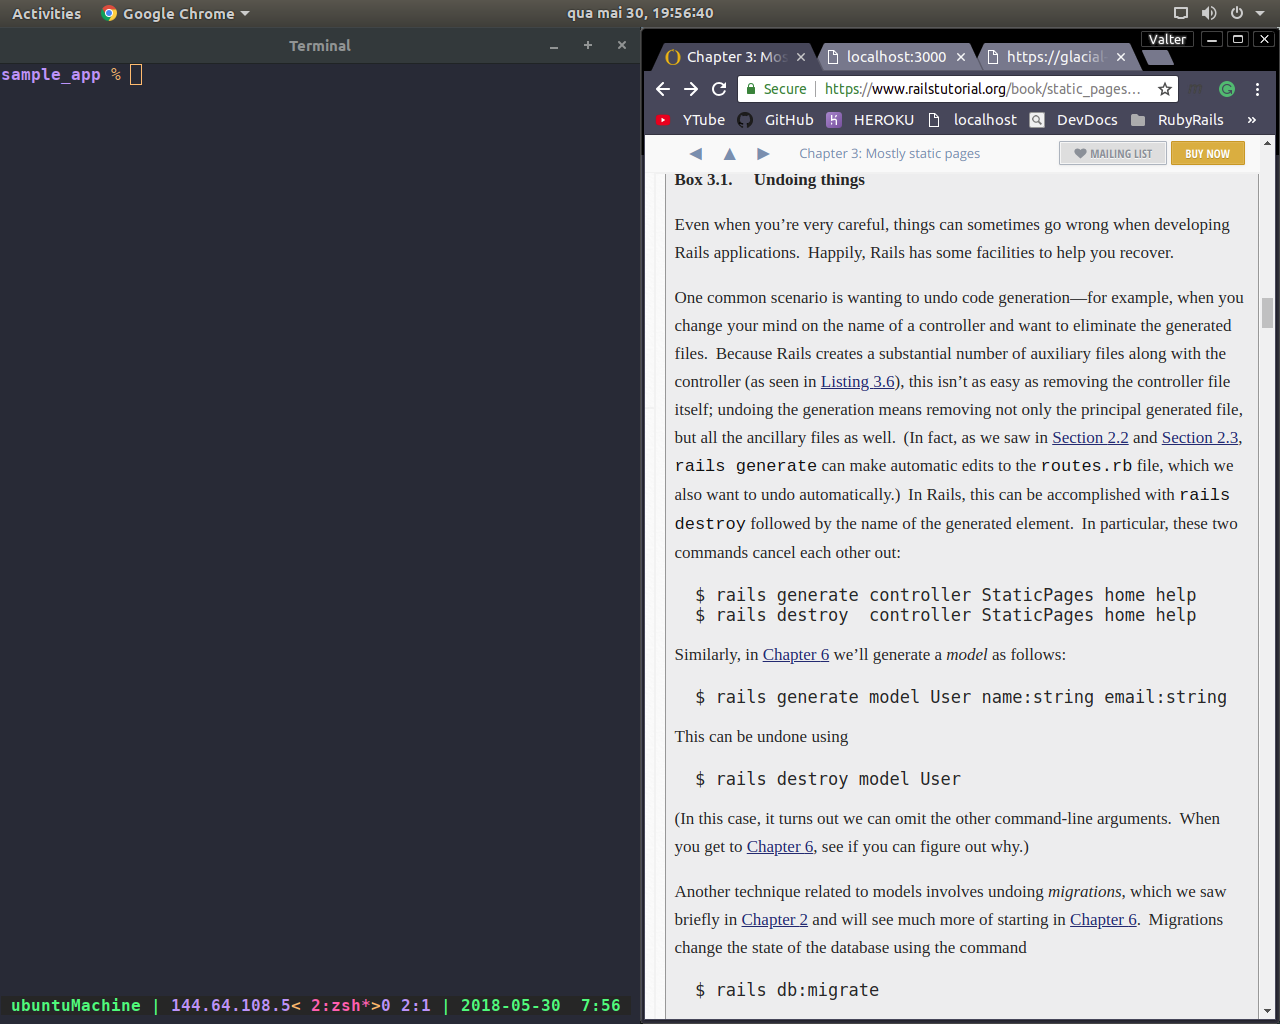 Activities Google Chrome qua mai 30, 19:56:40
Terminal
sample_app %
ubuntuMachine | 144.64.108.5< 2:zsh*>0 2:1 | 2018-05-30 7:56
Valter
Chapter 3: Mos localhost:3000 https://glacial
Secure https://www.railstutorial.org/book/static_pages...
YTube GitHub HEROKU localhost DevDocs RubyRails »
Chapter 3: Mostly static pages MAILING LIST BUY NOW
Box 3.1. Undoing things
Even when you’re very careful, things can sometimes go wrong when developing
Rails applications. Happily, Rails has some facilities to help you recover.
One common scenario is wanting to undo code generation—for example, when you
change your mind on the name of a controller and want to eliminate the generated
files. Because Rails creates a substantial number of auxiliary files along with the
controller (as seen in Listing 3.6), this isn’t as easy as removing the controller file
itself; undoing the generation means removing not only the principal generated file,
but all the ancillary files as well. (In fact, as we saw in Section 2.2 and Section 2.3,
rails generate can make automatic edits to the routes.rb file, which we
also want to undo automatically.) In Rails, this can be accomplished with rails
destroy followed by the name of the generated element. In particular, these two
commands cancel each other out:
$ rails generate controller StaticPages home help
$ rails destroy  controller StaticPages home help
Similarly, in Chapter 6 we’ll generate a model as follows:
$ rails generate model User name:string email:string
This can be undone using
$ rails destroy model User
(In this case, it turns out we can omit the other command-line arguments. When
you get to Chapter 6, see if you can figure out why.)
Another technique related to models involves undoing migrations, which we saw
briefly in Chapter 2 and will see much more of starting in Chapter 6. Migrations
change the state of the database using the command
$ rails db:migrate